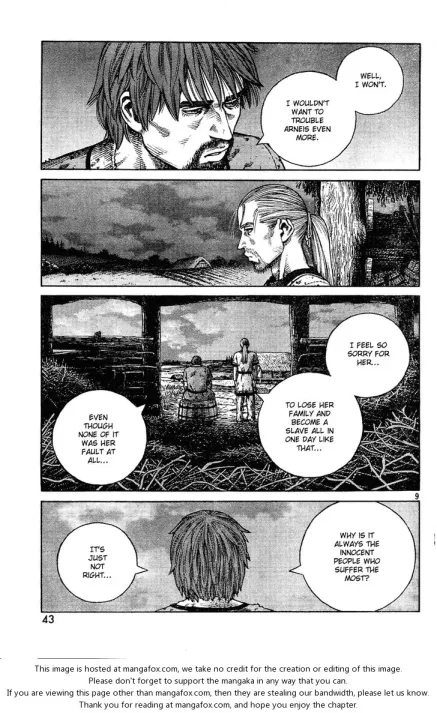 WELL,
I WON'T.
I WOULDN'T
WANT TO
TROUBLE
ARNEIS EVEN
MORE.
I FEEL SO
SORRY FOR
HER...
TO LOSE HER
FAMILY AND
BECOME A
SLAVE ALL IN
ONE DAY LIKE
THAT...
EVEN
THOUGH
NONE OF IT
WAS HER
FAULT AT
ALL...
9
WHY IS IT
ALWAYS THE
INNOCENT
PEOPLE WHO
SUFFER THE
MOST?
IT'S
JUST
NOT
RIGHT...
43
This image is hosted at mangafox.com, we take no credit for the creation or editing of this image.
Please don't forget to support the mangaka in any way that you can.
If you are viewing this page other than mangafox.com, then they are stealing our bandwidth, please let us know.
Thank you for reading at mangafox.com, and hope you enjoy the chapter.